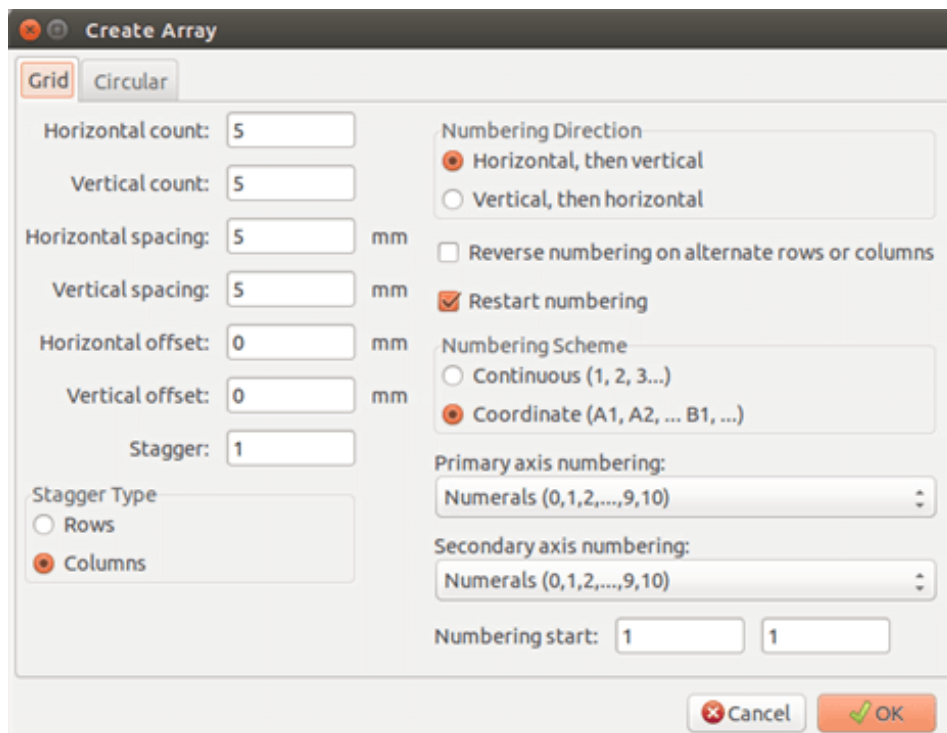 Create Array
Grid
Circular
Horizontal count: 5
Vertical count: 5
Horizontal spacing: 5 mm
Vertical spacing: 5 mm
Horizontal offset: 0 mm
Vertical offset: 0 mm
Stagger: 1
Stagger Type
Rows
Columns
Numbering Direction
Horizontal, then vertical
Vertical, then horizontal
Reverse numbering on alternate rows or columns
Restart numbering
Numbering Scheme
Continuous (1, 2, 3...)
Coordinate (A1, A2, ... B1, ...)
Primary axis numbering:
Numerals (0,1,2,...,9,10)
Secondary axis numbering:
Numerals (0,1,2,...,9,10)
Numbering start: 1 1
Cancel
OK